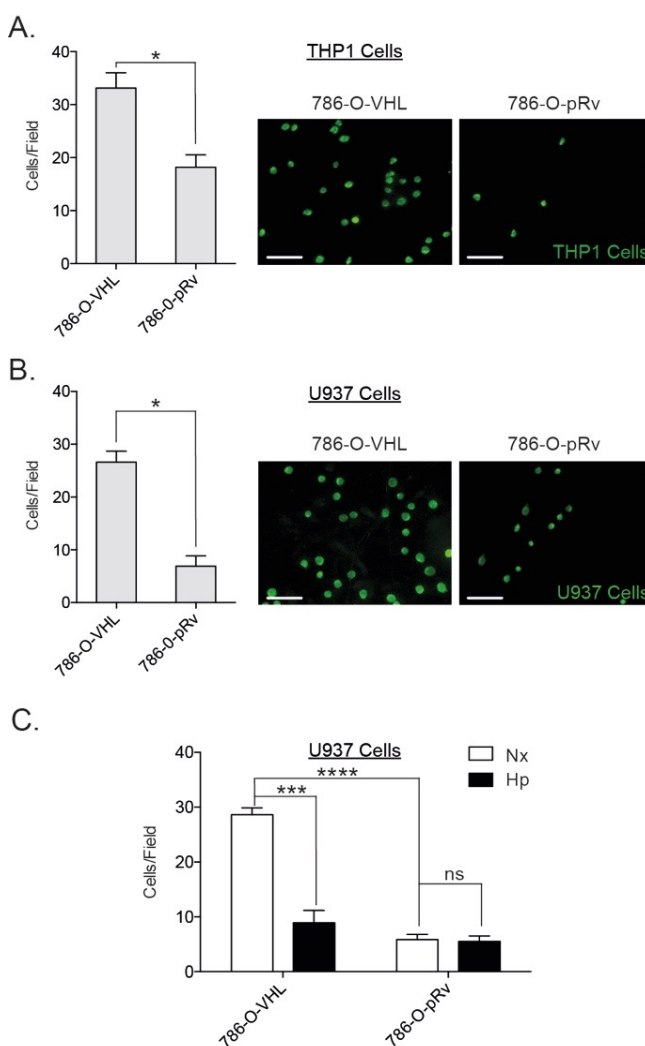 A.
THP1 Cells
*
40
30
20
10
0
Cells/Field
786-O-VHL
786-0-pRv
786-O-VHL
786-O-pRv
THP1 Cells
B.
U937 Cells
*
40
30
20
10
0
Cells/Field
786-O-VHL
786-0-pRv
786-O-VHL
786-O-pRv
U937 Cells
C.
U937 Cells
Nx
Hp
****
***
ns
40
30
20
10
0
Cells/Field
786-O-VHL
786-O-pRv